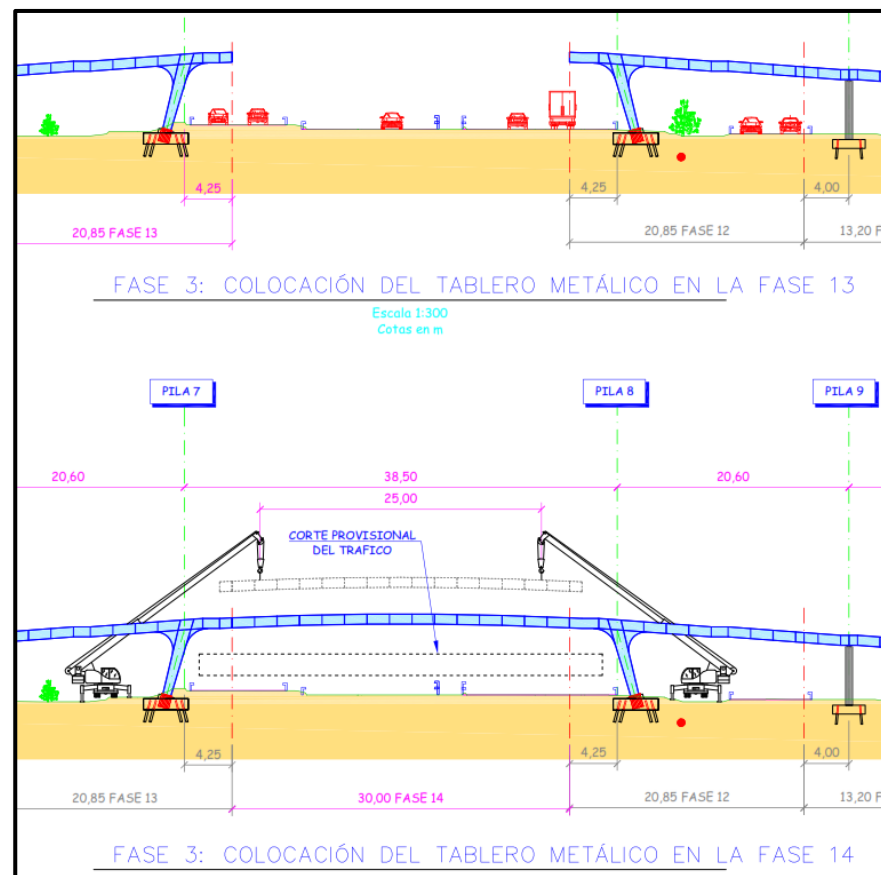 4,25
4,25
4,00
20,85 FASE 13
20,85 FASE 12
13,20 F
FASE 3: COLOCACIÓN DEL TABLERO METÁLICO EN LA FASE 13
Escala 1:300
Cotas en m
PILA 7
PILA 8
PILA 9
20,60
38,50
20,60
25,00
CORTE PROVISIONAL
DEL TRAFICO
4,25
4,25
4,00
20,85 FASE 13
30,00 FASE 14
20,85 FASE 12
13,20 F
FASE 3: COLOCACIÓN DEL TABLERO METÁLICO EN LA FASE 14